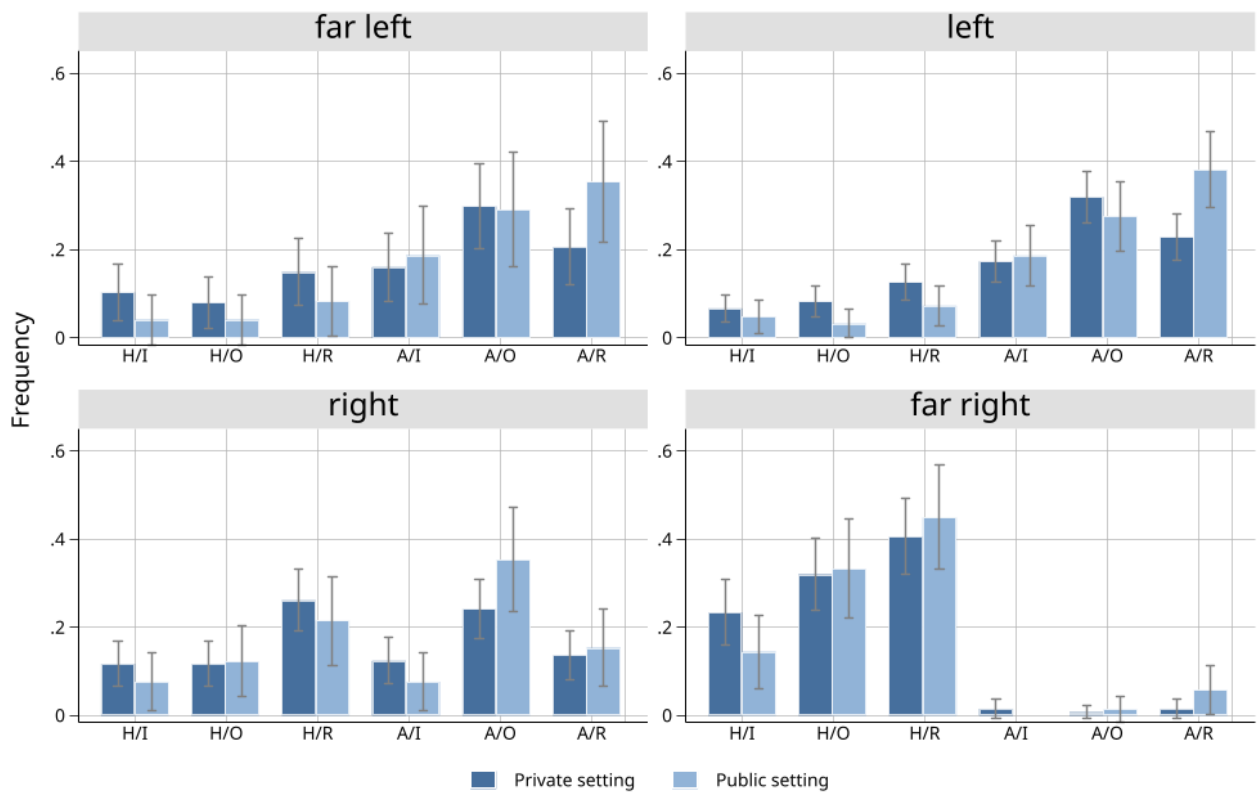 far left
left
.6
.4
.2
0
H/I H/O H/R A/I A/O A/R
.6
.4
.2
0
H/I H/O H/R A/I A/O A/R
Frequency
right
far right
.6
.4
.2
0
H/I H/O H/R A/I A/O A/R
.6
.4
.2
0
H/I H/O H/R A/I A/O A/R
Private setting Public setting